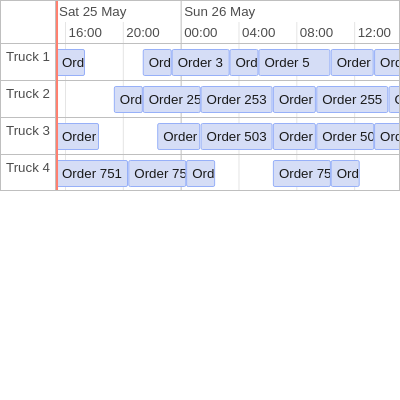 Sat 25 May Sun 26 May
16:00 20:00 00:00 04:00 08:00 12:00
Truck 1 Ord Ord Order 3 Ord Order 5 Order Ord
Truck 2 Ord Order 25 Order 253 Order Order 255
Truck 3 Order Order Order 503 Order Order 50 Ord
Truck 4 Order 751 Order 75 Ord Order 75 Ord